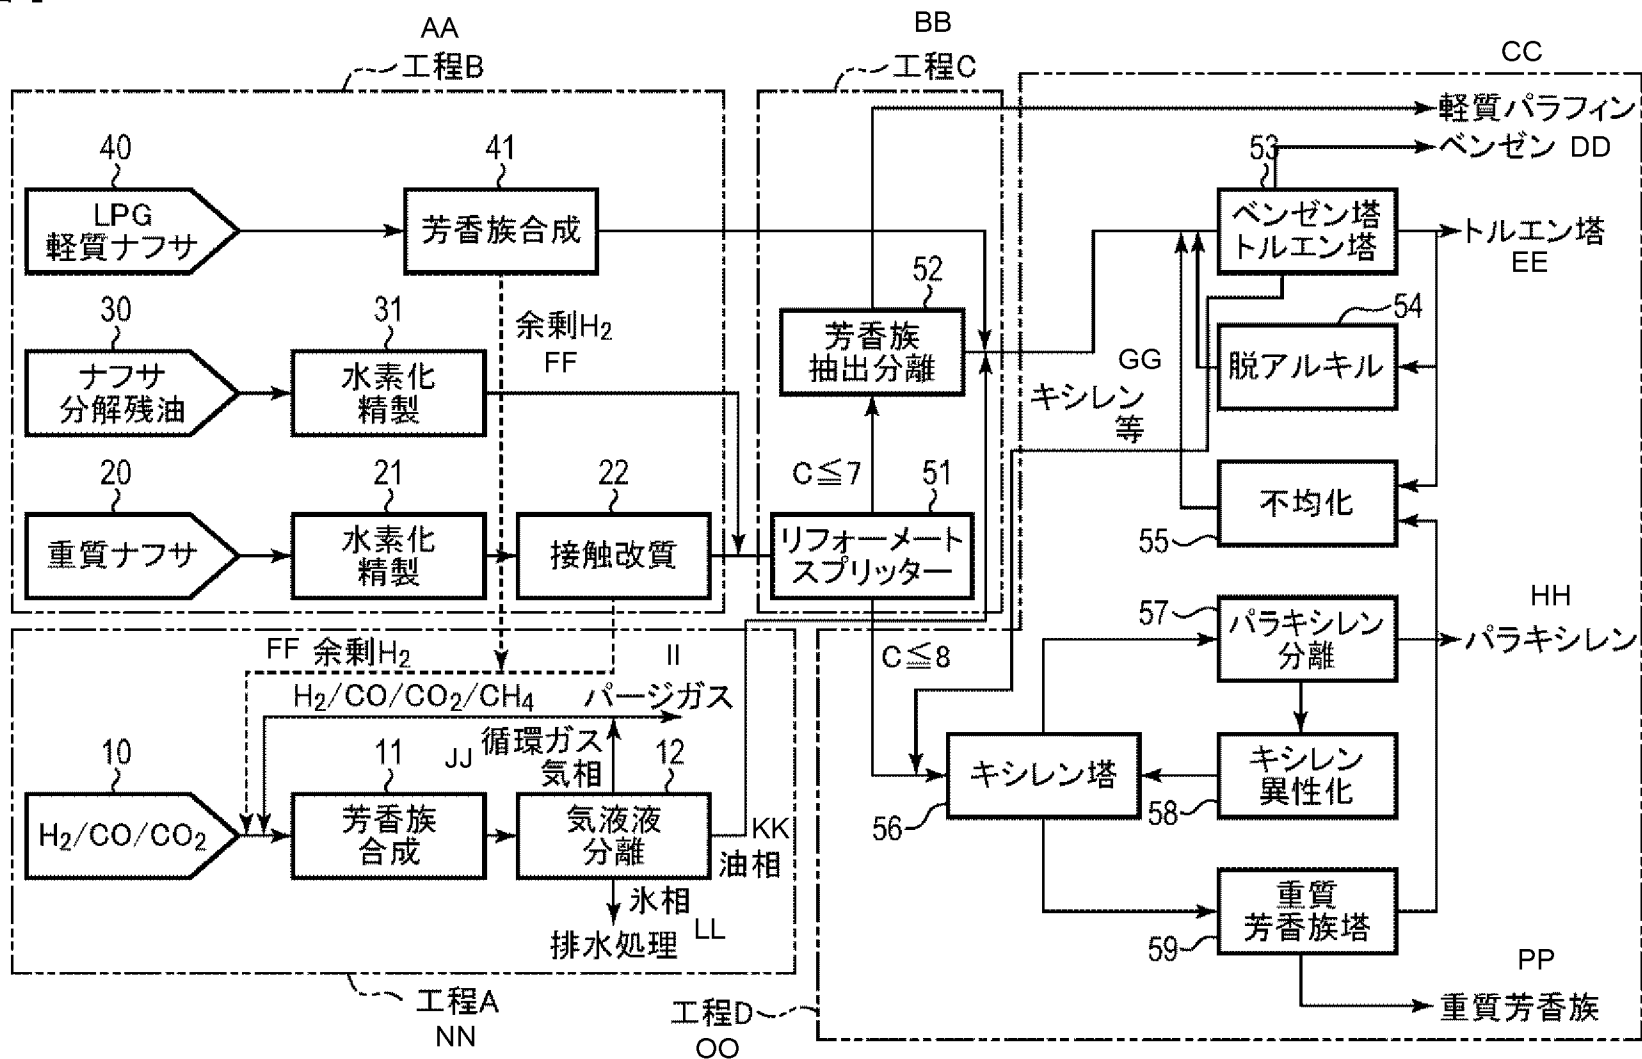 AA
工程B
BB
工程C
CC
軽質パラフィン
ベンゼン DD
40
LPG
軽質ナフサ
41
芳香族合成
53
ベンゼン塔
トルエン塔
トルエン塔
EE
30
ナフサ
分解残油
31
水素化
精製
余剰H2
FF
52
芳香族
抽出分離
GG
キシレン
等
54
脱アルキル
20
重質ナフサ
21
水素化
精製
22
接触改質
C≦7
51
リフォーメート
スプリッター
不均化
55
FF 余剰H2
II
H2/CO/CO2/CH4
パージガス
C≦8
57
パラキシレン
分離
HH
パラキシレン
10
H2/CO/CO2
11
芳香族
合成
JJ
循環ガス
気相
12
気液液
分離
KK
油相
氷相
LL
排水処理
キシレン塔
56
キシレン
異性化
58
重質
芳香族塔
59
PP
重質芳香族
工程A
NN
工程D
OO